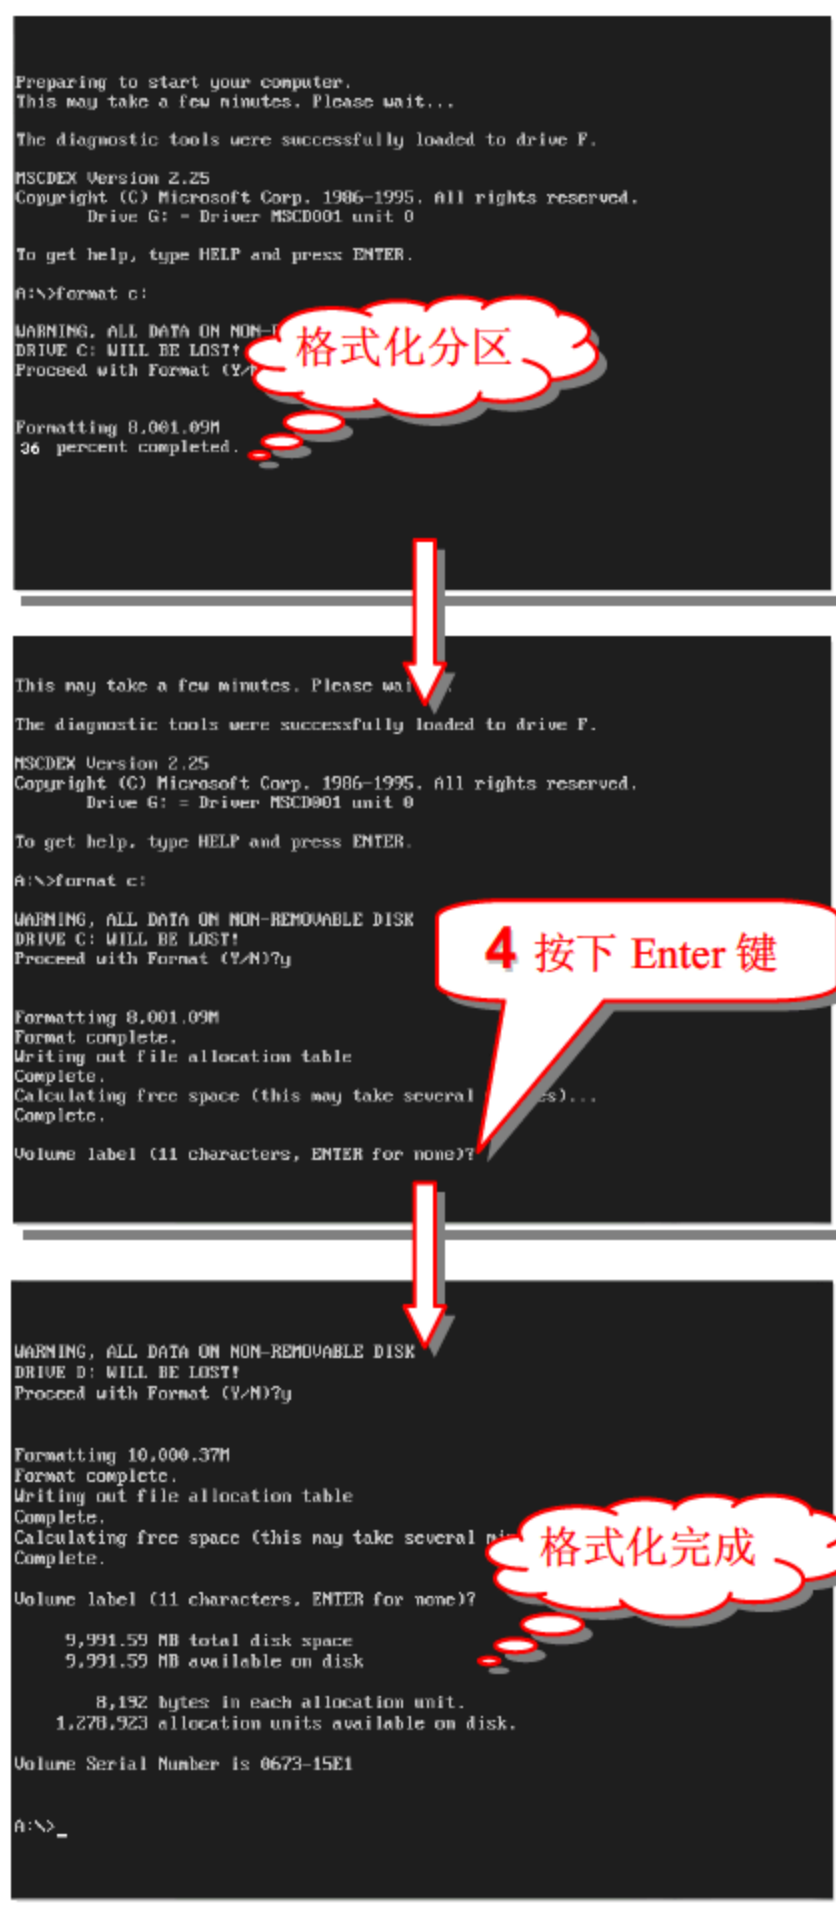 Preparing to start your computer.
This may take a few minutes. Please wait...
The diagnostic tools were successfully loaded to drive F.
MSCDEX Version 2.25
Copyright (C) Microsoft Corp. 1986-1995. All rights reserved.
Drive G: = Driver MSCD001 unit 0
To get help, type HELP and press ENTER.
A:\>format c:
WARNING, ALL DATA ON NON-
DRIVE C: WILL BE LOST!
Proceed with Format (Y/
格式化分区
Formatting 8,001.09M
36 percent completed.
This may take a few minutes. Please wai
The diagnostic tools were successfully loaded to drive F.
MSCDEX Version 2.25
Copyright (C) Microsoft Corp. 1986-1995. All rights reserved.
Drive G: = Driver MSCD001 unit 0
To get help, type HELP and press ENTER.
A:\>format c:
WARNING, ALL DATA ON NON-REMOVABLE DISK
DRIVE C: WILL BE LOST!
Proceed with Format (Y/N)?y
4 按下 Enter 键
Formatting 8,001.09M
Format complete.
Writing out file allocation table
Complete.
Calculating free space (this may take several es)...
Complete.
Volume label (11 characters, ENTER for none)?
WARNING, ALL DATA ON NON-REMOVABLE DISK
DRIVE D: WILL BE LOST!
Proceed with Format (Y/N)?y
Formatting 10,000.37M
Format complete.
Writing out file allocation table
Complete.
Calculating free space (this may take several
Complete.
格式化完成
Volume label (11 characters, ENTER for none)?
9,991.59 MB total disk space
9,991.59 MB available on disk
8,192 bytes in each allocation unit.
1,278,923 allocation units available on disk.
Volume Serial Number is 0673-15E1
A:\>_